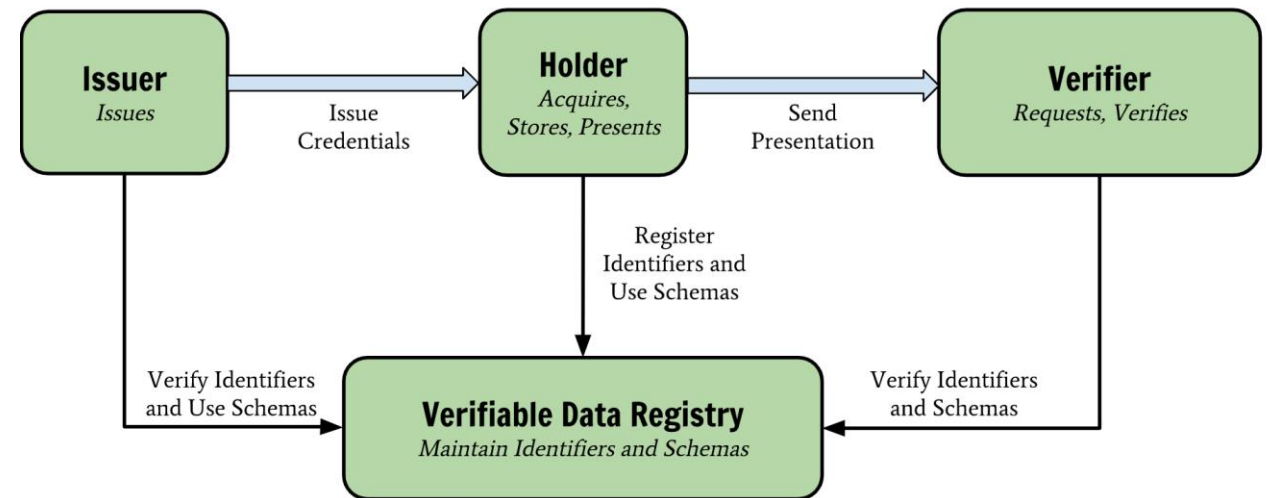 Issuer
Issues
Issue
Credentials
Holder
Acquires,
Stores, Presents
Send
Presentation
Verifier
Requests, Verifies
Register
Identifiers and
Use Schemas
Verify Identifiers
and Use Schemas
Verifiable Data Registry
Maintain Identifiers and Schemas
Verify Identifiers
and Schemas